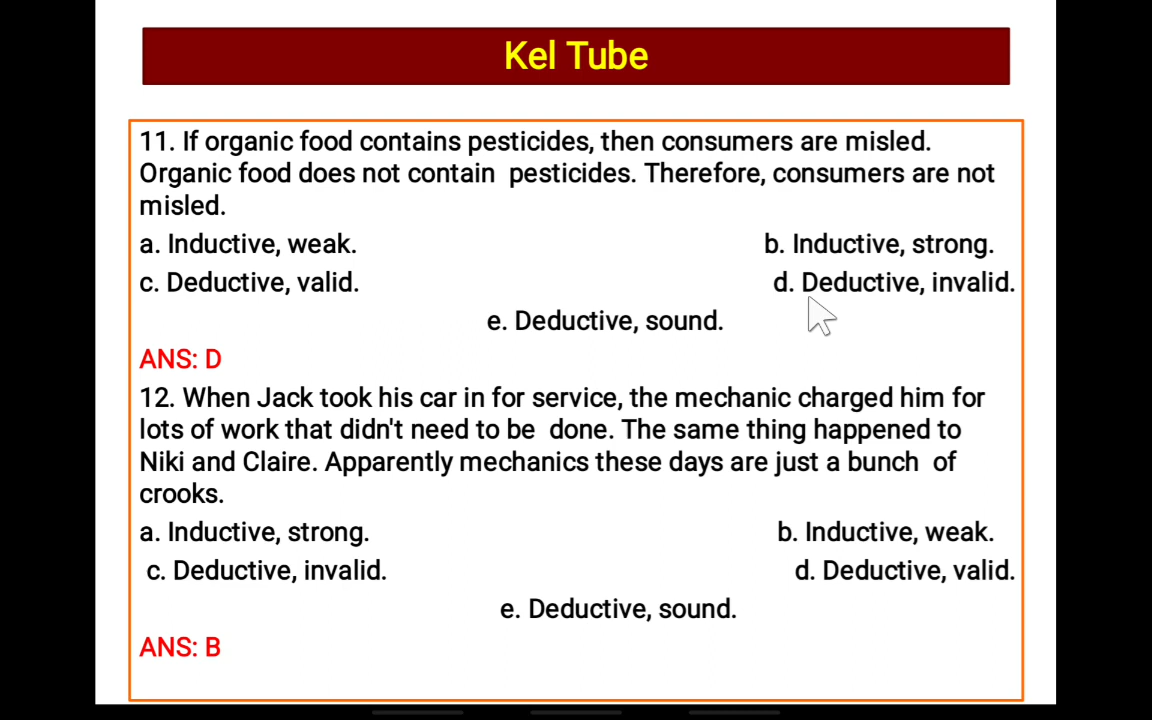 Kel Tube
11. If organic food contains pesticides, then consumers are misled.
Organic food does not contain  pesticides. Therefore, consumers are not
misled.
a. Inductive, weak. b. Inductive, strong.
c. Deductive, valid. d. Deductive, invalid.
e. Deductive, sound.
ANS: D
12. When Jack took his car in for service, the mechanic charged him for
lots of work that didn't need to be  done. The same thing happened to
Niki and Claire. Apparently mechanics these days are just a bunch  of
crooks.
a. Inductive, strong. b. Inductive, weak.
c. Deductive, invalid. d. Deductive, valid.
e. Deductive, sound.
ANS: B